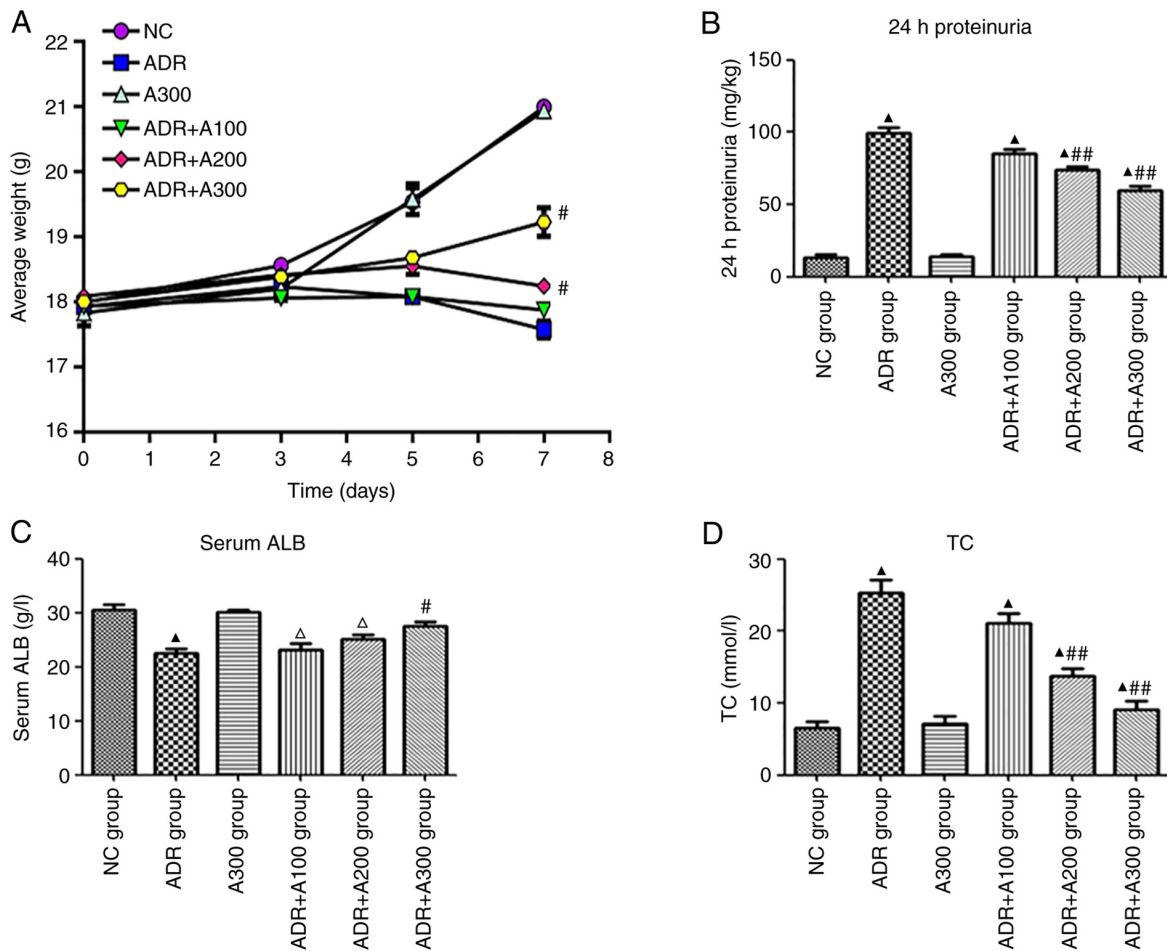 A
NC
ADR
A300
ADR+A100
ADR+A200
ADR+A300
Average weight (g)
22
21
20
19
18
17
16
#
#
0 1 2 3 4 5 6 7 8
Time (days)
B
24 h proteinuria
24 h proteinuria (mg/kg)
150
100
50
0
▲
▲
▲##
▲##
NC group
ADR group
A300 group
ADR+A100 group
ADR+A200 group
ADR+A300 group
C
Serum ALB
Serum ALB (g/l)
40
30
20
10
0
▲
△
△
#
NC group
ADR group
A300 group
ADR+A100 group
ADR+A200 group
ADR+A300 group
D
TC
TC (mmol/l)
30
20
10
0
▲
▲
▲##
▲##
NC group
ADR group
A300 group
ADR+A100 group
ADR+A200 group
ADR+A300 group